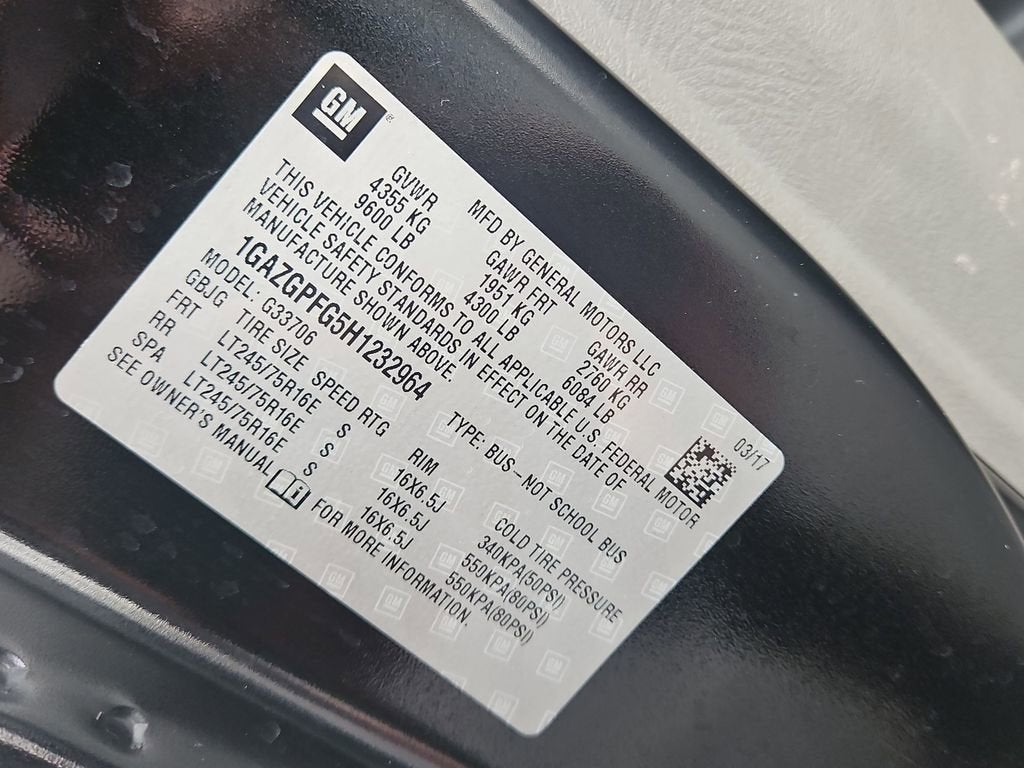 GM
MFD BY GENERAL MOTORS LLC 03/17
GVWR GAWR FRT GAWR RR
4355 KG 1951 KG 2760 KG
9600 LB 4300 LB 6084 LB
THIS VEHICLE CONFORMS TO ALL APPLICABLE U.S. FEDERAL MOTOR
VEHICLE SAFETY STANDARDS IN EFFECT ON THE DATE OF
MANUFACTURE SHOWN ABOVE.
1GAZGPFG5H1232964 TYPE: BUS–NOT SCHOOL BUS
MODEL: G33706
GBJG TIRE SIZE SPEED RTG RIM COLD TIRE PRESSURE
FRT LT245/75R16E S 16X6.5J 340KPA(50PSI)
RR LT245/75R16E S 16X6.5J 550KPA(80PSI)
SPA LT245/75R16E S 16X6.5J 550KPA(80PSI)
SEE OWNER'S MANUAL FOR MORE INFORMATION.